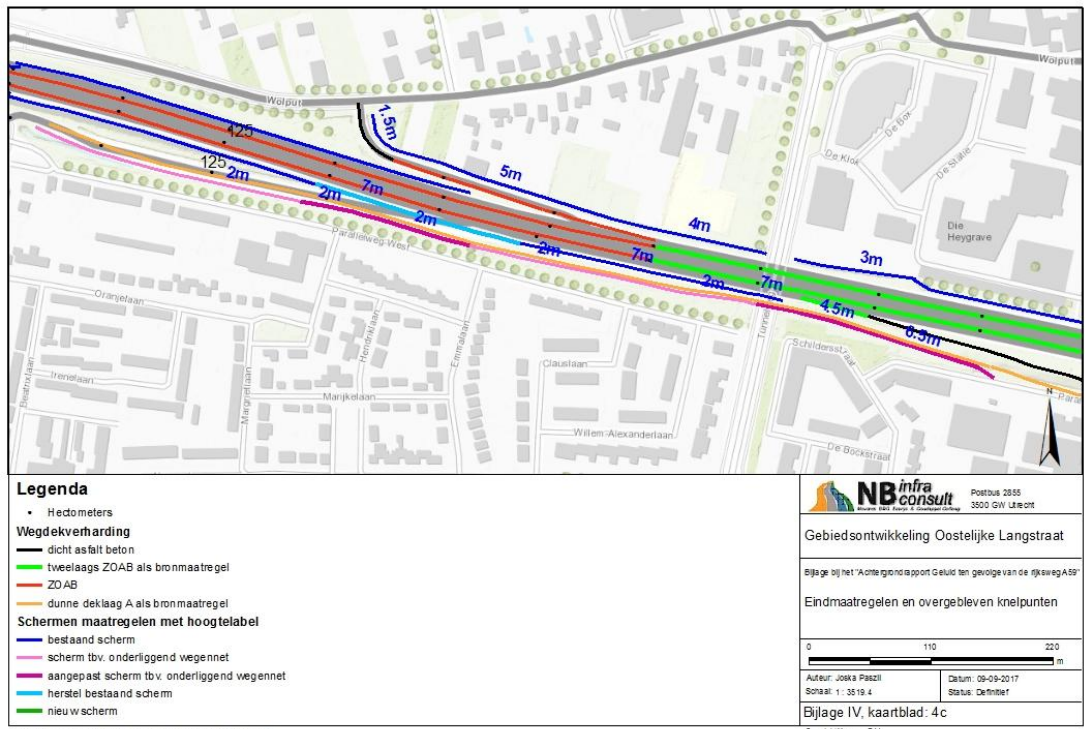 Wolput
Wolput
1.5m
125
125
2m
7m
2m
2m
5m
4m
3m
2m
7m
2m
7m
4.5m
6.5m
De Box
De Klok
De Statie
Die
Heygrave
Parallelweg-West
Oranjelaan
Hendriklaan
Emmalaan
Irenelaan
Beatrixlaan
Margrietlaan
Marijkelaan
Clauslaan
Willem-Alexanderlaan
Schildersstraat
De Bockstraat
Tunnel
Para
N
Legenda
Hectometers
Wegdekverharding
dicht asfalt beton
tweelaags ZOAB als bronmaatregel
ZOAB
dunne deklaag A als bronmaatregel
Schermen maatregelen met hoogtelabel
bestaand scherm
scherm tbv. onderliggend wegennet
aangepast scherm tbv. onderliggend wegennet
herstel bestaand scherm
nieuw scherm
NB infra
consult
Postbus 2855
3500 GW Utrecht
Gebiedsontwikkeling Oostelijke Langstraat
Bijlage bij het "Achtergrondrapport Geluid ten gevolge van de rijksweg A59"
Eindmaatregelen en overgebleven knelpunten
0 110 220
m
Auteur: Joska Paszli
Schaal: 1 : 3519.4
Datum: 09-09-2017
Status: Definitief
Bijlage IV, kaartblad: 4c